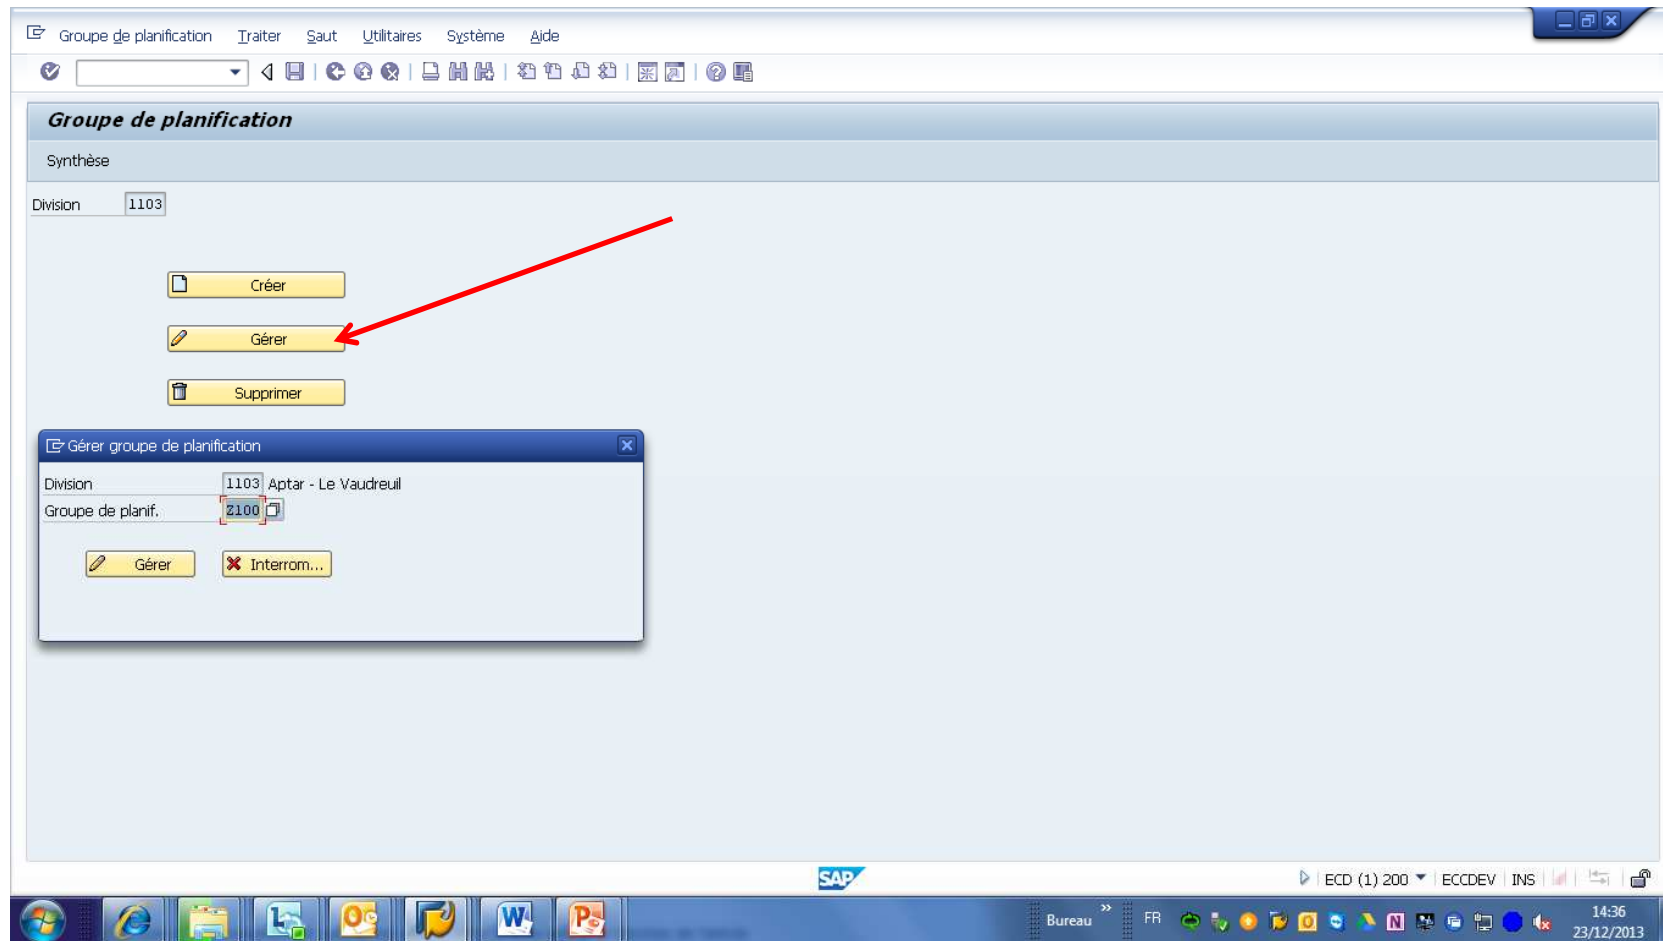 Groupe de planification Traiter Saut Utilitaires Système Aide
Groupe de planification
Synthèse
Division 1103
Créer
Gérer
Supprimer
Gérer groupe de planification
Division 1103 Aptar - Le Vaudreuil
Groupe de planif. Z100
Gérer Interrom...
SAP ECD (1) 200 ECCDEV INS
Bureau » FR 14:36
23/12/2013